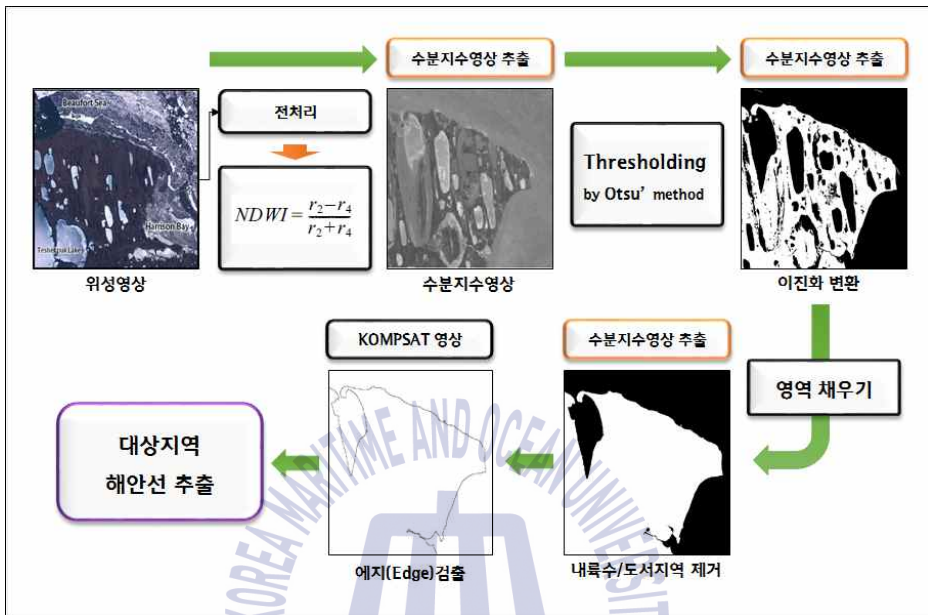 수분지수영상 추출
수분지수영상 추출
Beaufort Sea
Harrison Bay
Teshekpuk Lakes
위성영상
전처리
NDWI = r₂−r₄ / r₂+r₄
수분지수영상
Thresholding
by Otsu' method
이진화 변환
영역 채우기
수분지수영상 추출
내륙수/도서지역 제거
KOMPSAT 영상
에지(Edge)검출
대상지역
해안선 추출
KOREA MARITIME AND OCEAN UNIVERSIT